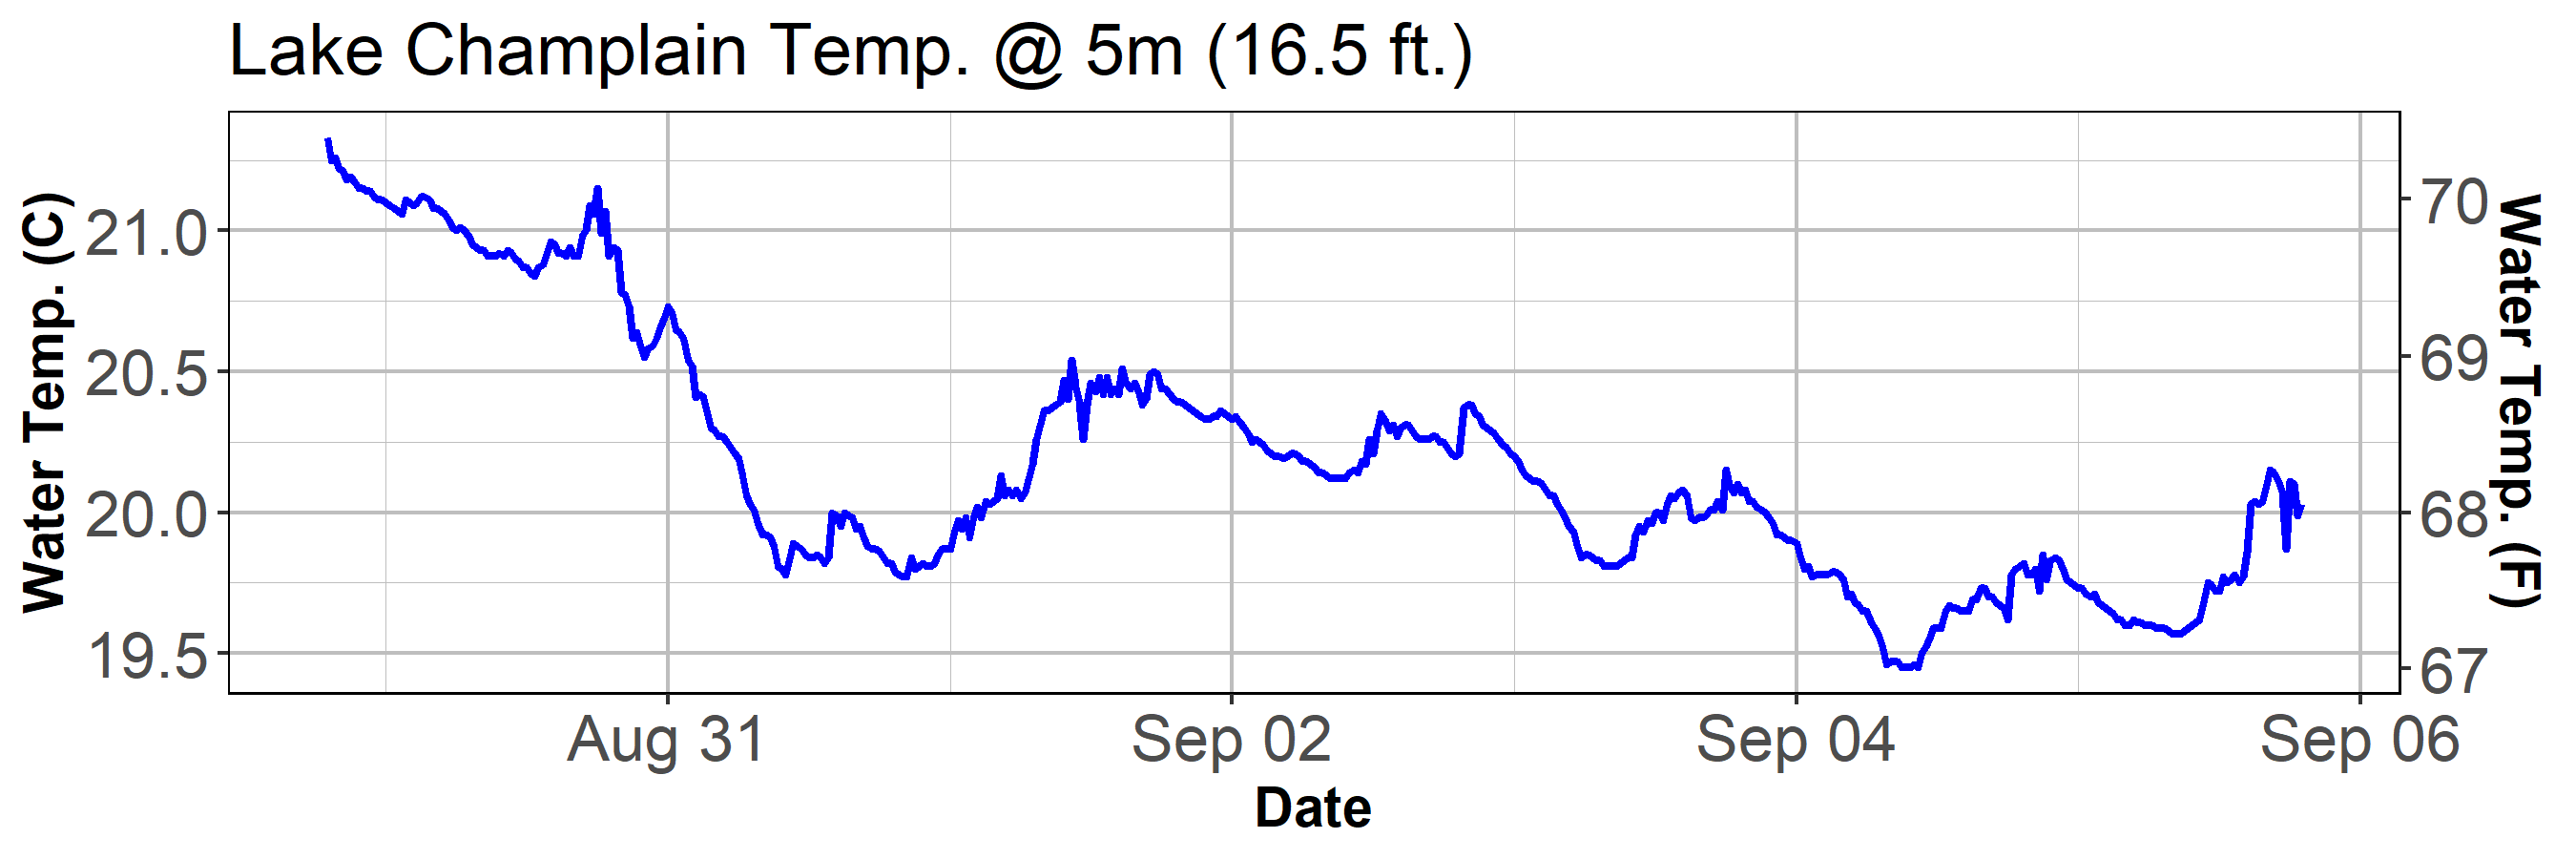 Lake Champlain Temp. @ 5m (16.5 ft.)
Water Temp. (C)
21.0
20.5
20.0
19.5
70
69
68
67
Water Temp. (F)
Aug 31
Sep 02
Sep 04
Sep 06
Date